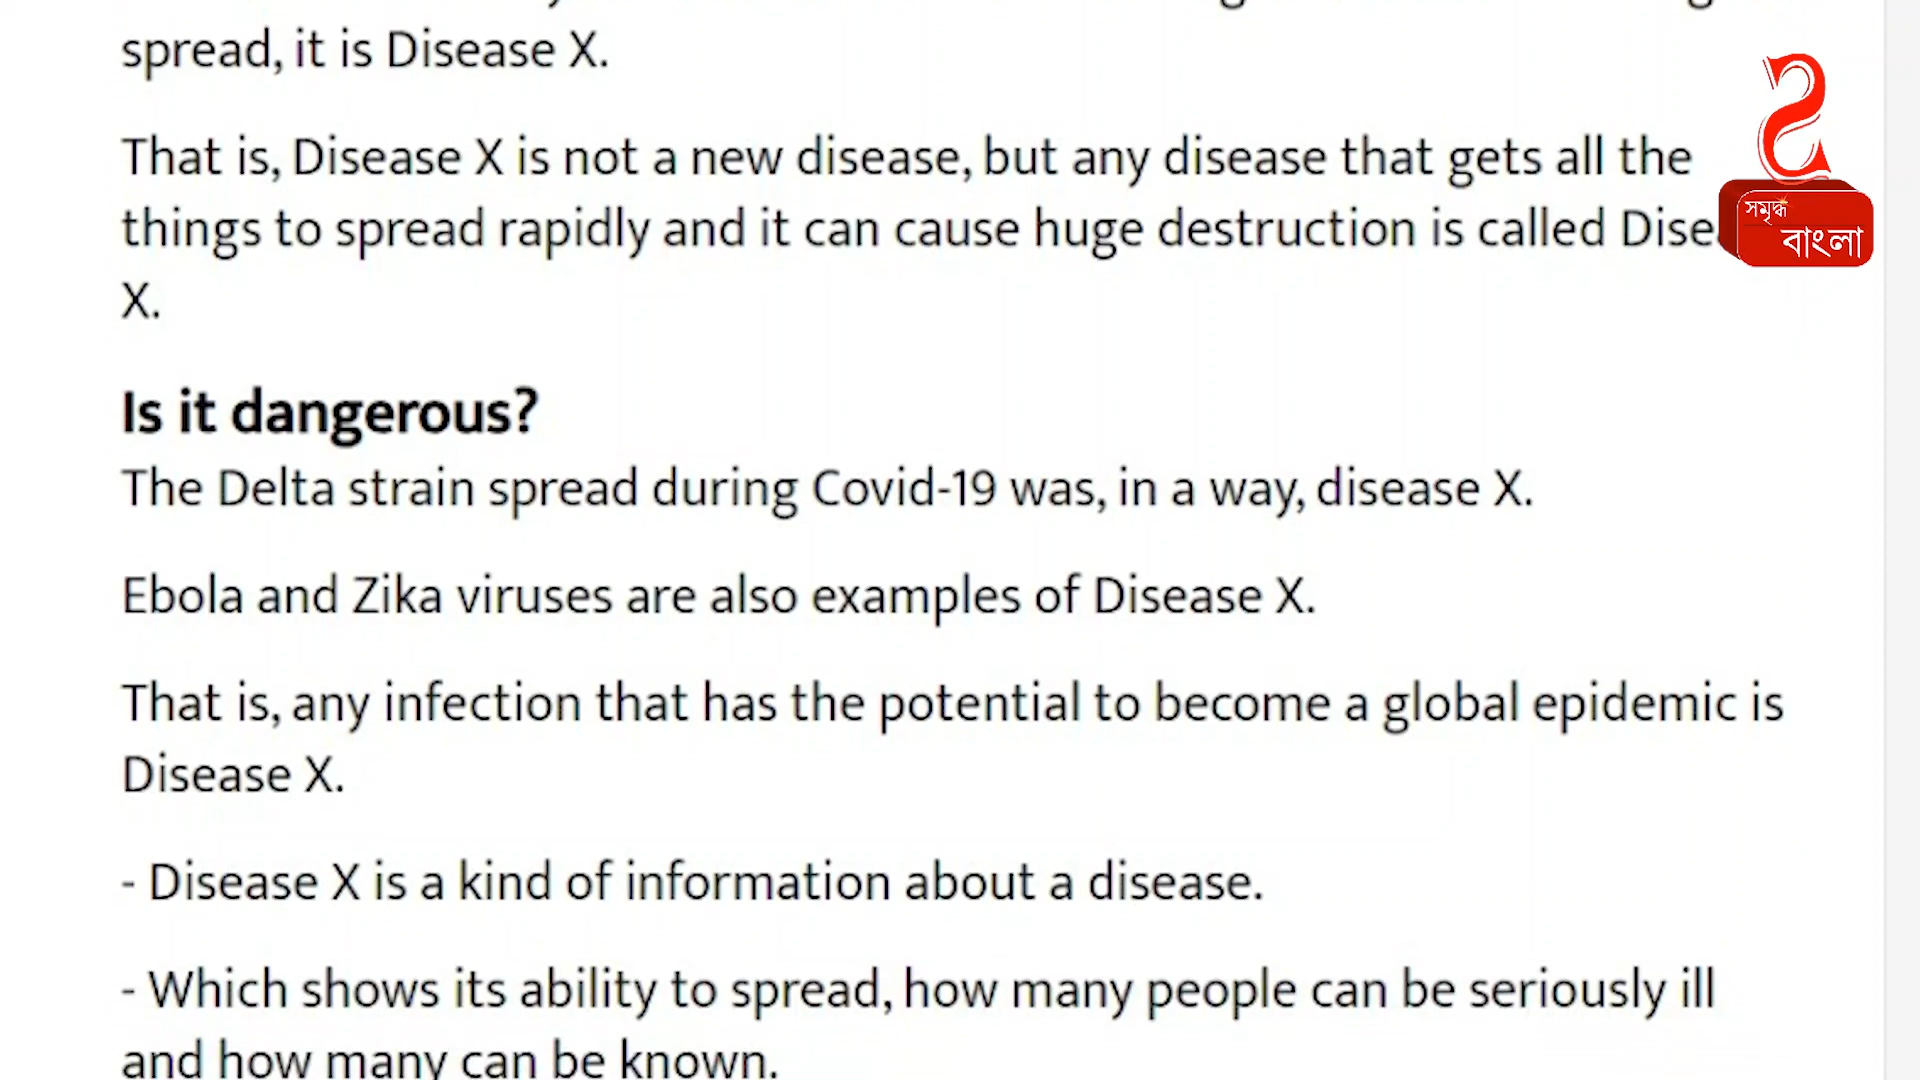 spread, it is Disease X.
That is, Disease X is not a new disease, but any disease that gets all the
things to spread rapidly and it can cause huge destruction is called Dise
X.
সমৃদ্ধ
বাংলা
Is it dangerous?
The Delta strain spread during Covid-19 was, in a way, disease X.
Ebola and Zika viruses are also examples of Disease X.
That is, any infection that has the potential to become a global epidemic is
Disease X.
- Disease X is a kind of information about a disease.
- Which shows its ability to spread, how many people can be seriously ill
and how many can be known.